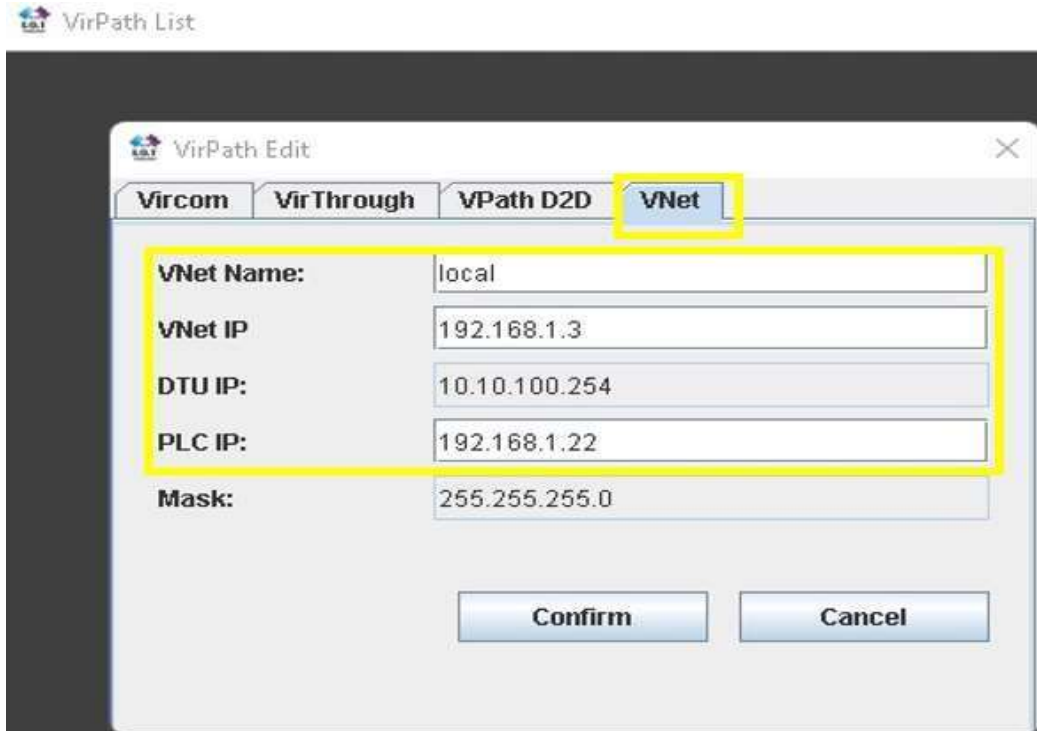 VirPath List
VirPath Edit
Vircom VirThrough VPath D2D VNet
VNet Name: local
VNet IP 192.168.1.3
DTU IP: 10.10.100.254
PLC IP: 192.168.1.22
Mask: 255.255.255.0
Confirm Cancel